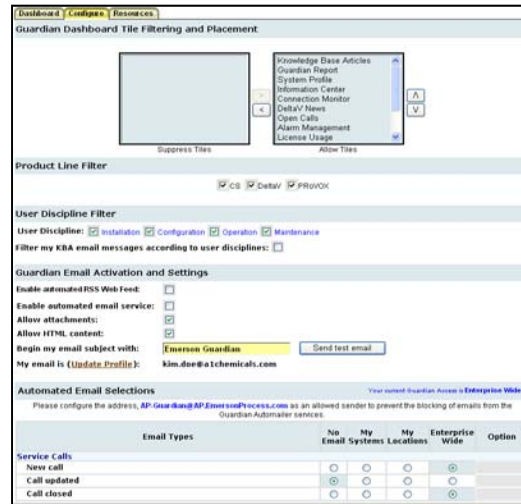 Dashboard Configure Resources
Guardian Dashboard Tile Filtering and Placement
Knowledge Base Articles
Guardian Report
System Profile
Information Center
Connection Monitor
DeltaV News
Open Calls
Alarm Management
License Usage
> <
Λ V
Suppress Tiles Allow Tiles
Product Line Filter
CS DeltaV PRoVOX
User Discipline Filter
User Discipline: Installation Configuration Operation Maintenance
Filter my KBA email messages according to user disciplines:
Guardian Email Activation and Settings
Enable automated RSS Web Feed:
Enable automated email service:
Allow attachments:
Allow HTML content:
Begin my email subject with: Emerson Guardian Send test email
My email is (Update Profile): kim.doe@a1chemicals.com
Automated Email Selections Your current Guardian Access is Enterprise Wide
Please configure the address, AP-Guardian@AP.EmersonProcess.com as an allowed sender to prevent the blocking of emails from the
Guardian Automailer services.
Email Types No Email My Systems My Locations Enterprise Wide Option
Service Calls
New call
Call updated
Call closed